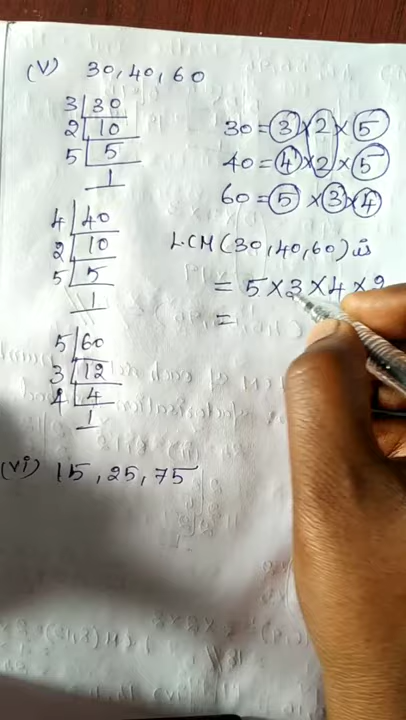 (V) 30, 40, 60
3 | 30
2 | 10
5 | 5
1
30 = 3 × 2 × 5
40 = 4 × 2 × 5
60 = 5 × 3 × 4
4 | 40
2 | 10
5 | 5
1
LCM (30, 40, 60) is
= 5 × 3 × 4 × 2
=
5 | 60
3 | 12
4 | 4
1
(Vi) 15, 25, 75